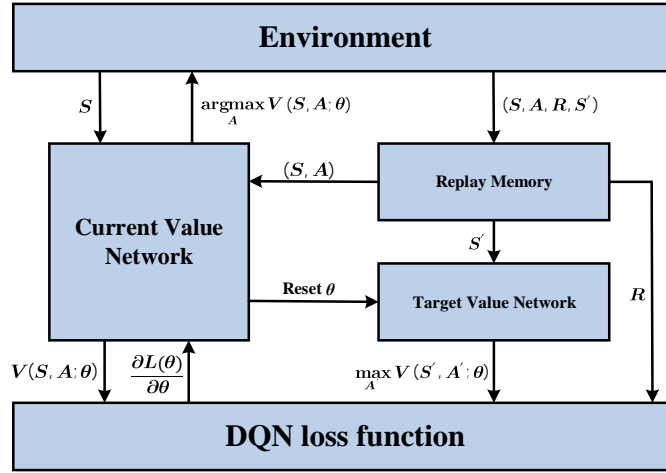 Environment
S
argmax V(S, A; θ)
A
(S, A, R, S′)
(S, A)
Replay Memory
Current Value
Network
S′
Reset θ
Target Value Network
R
V(S, A; θ)
∂L(θ)
∂θ
max V(S′, A′; θ)
A
DQN loss function